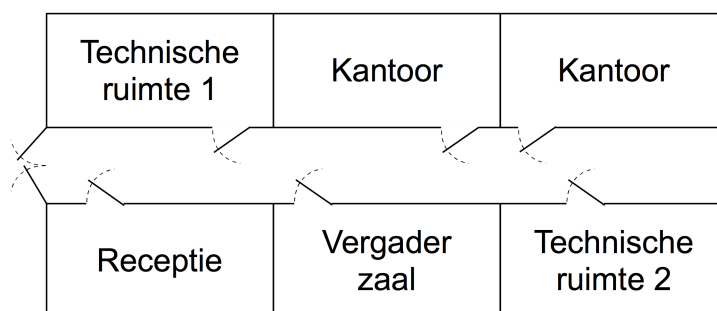 Technische
ruimte 1
Kantoor
Kantoor
Receptie
Vergader
zaal
Technische
ruimte 2